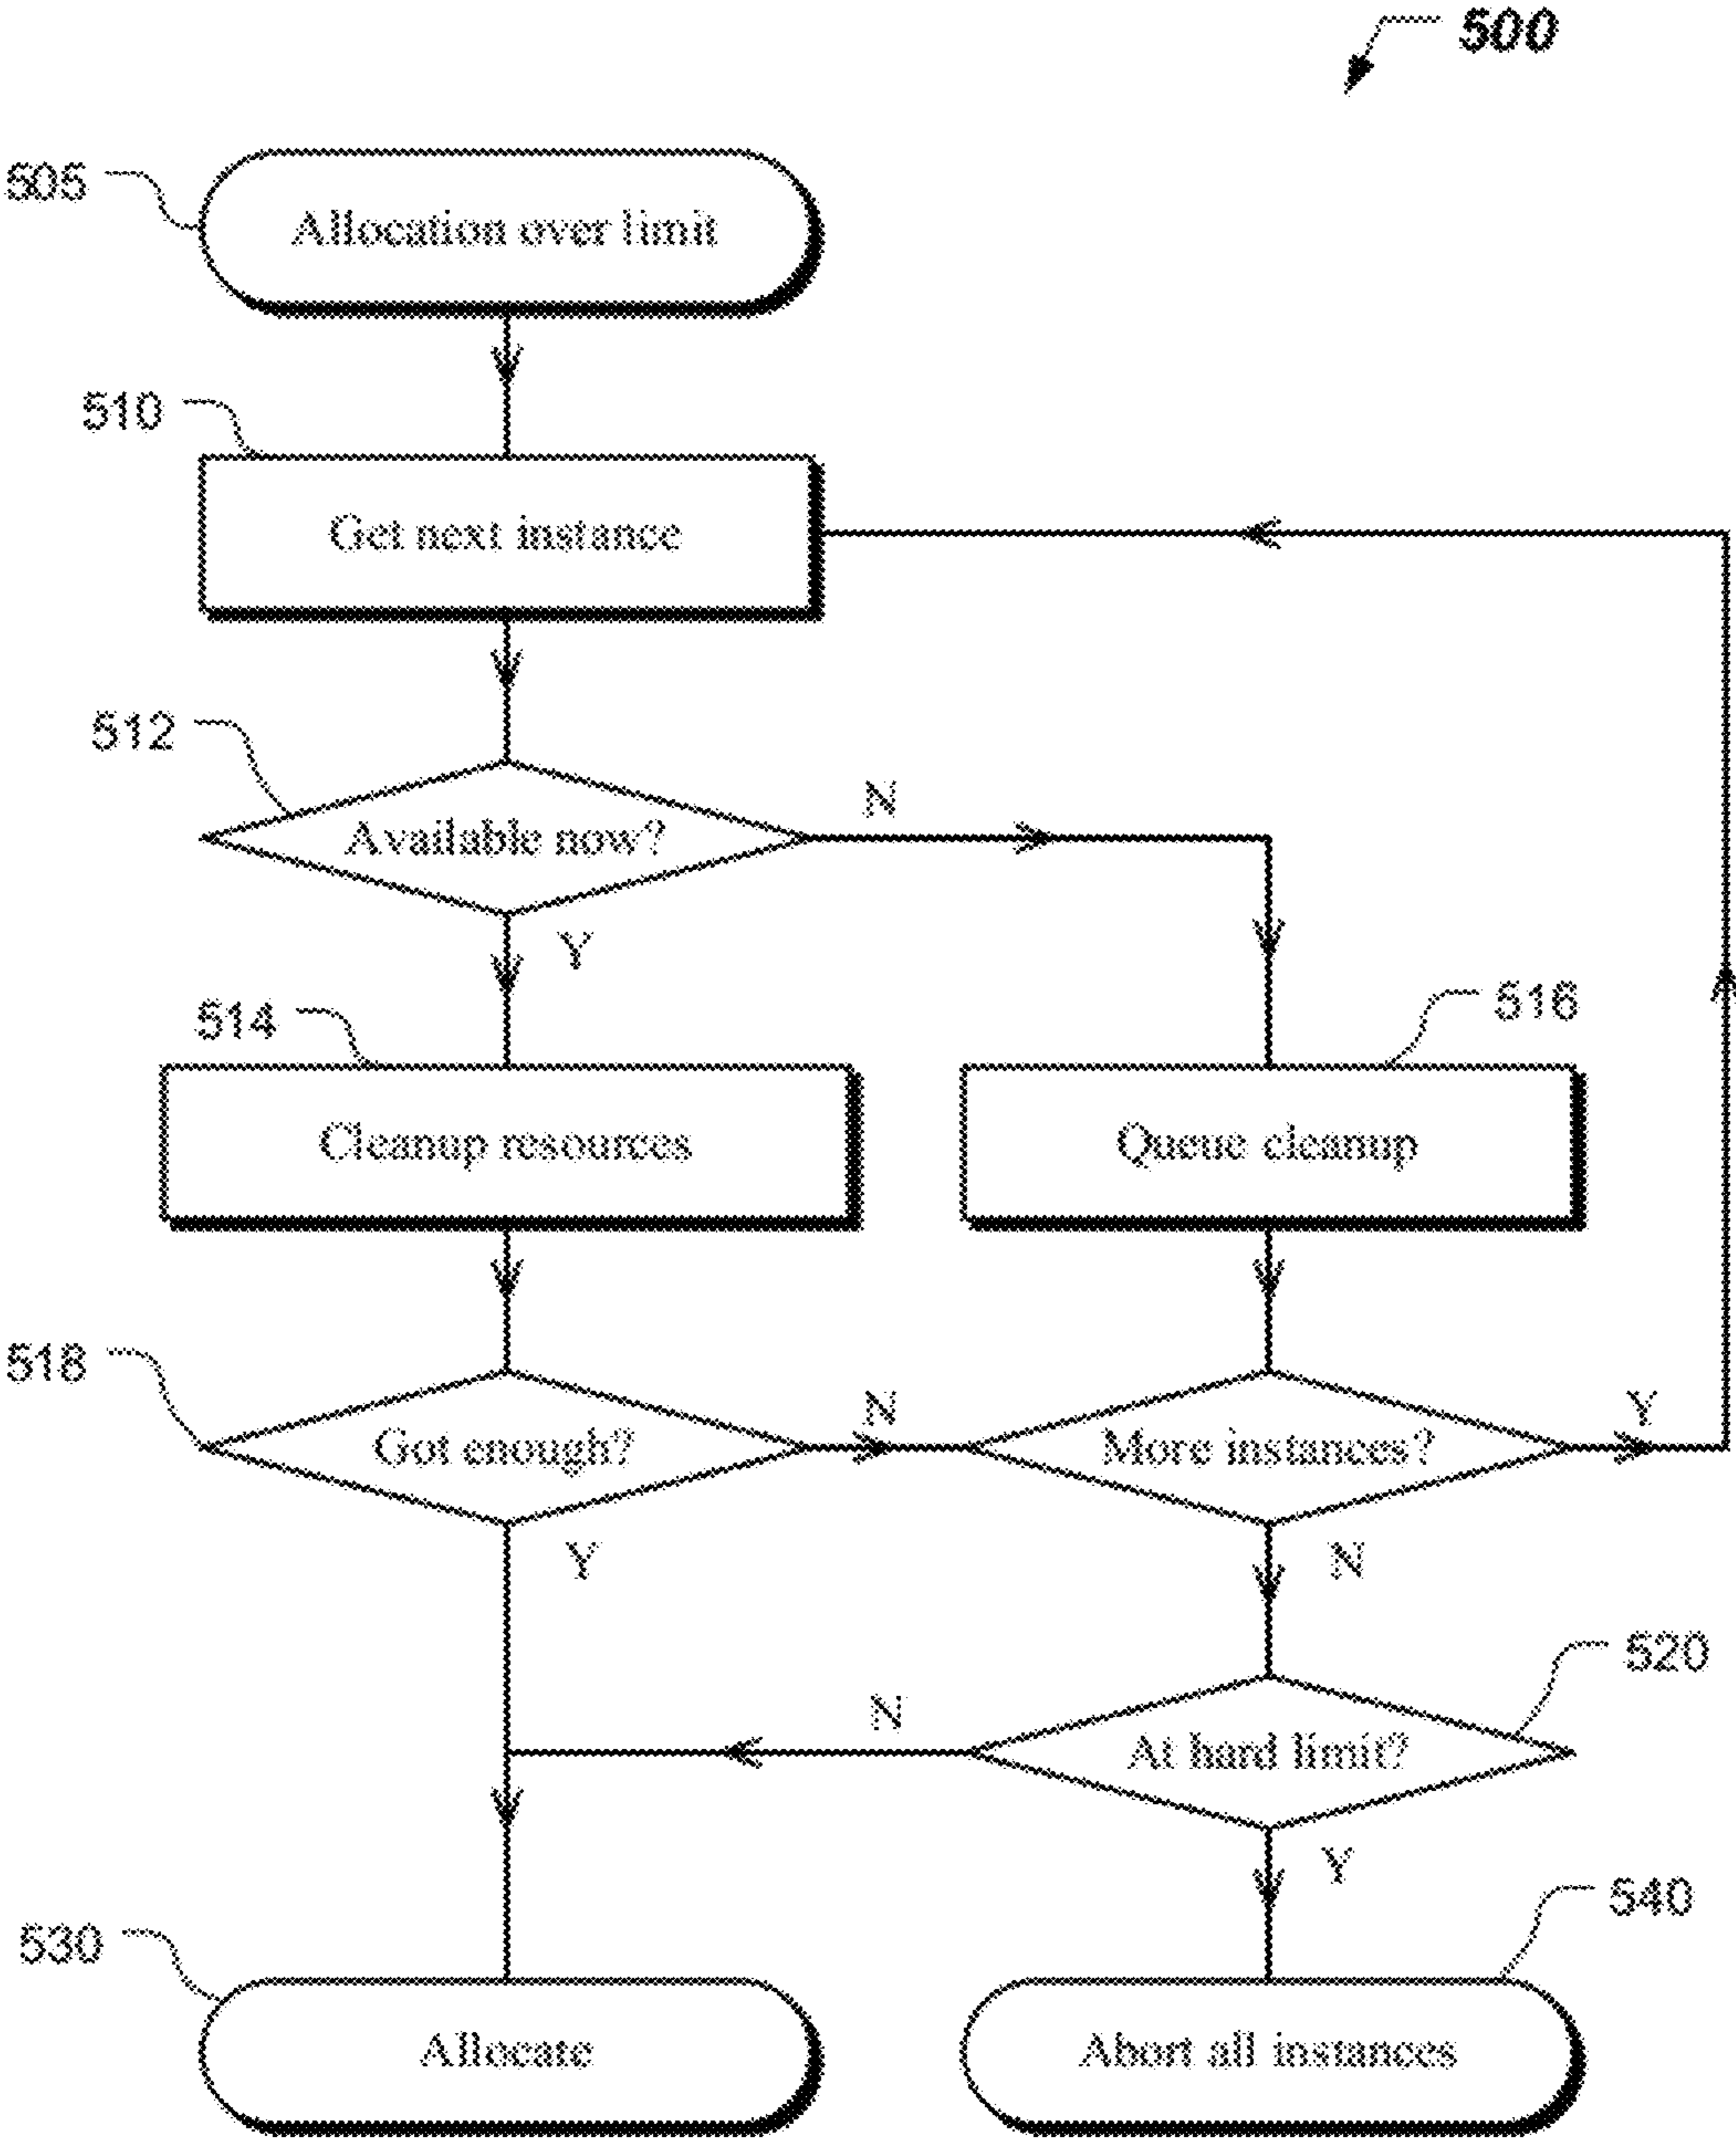 500
505
Allocation over limit
510
Get next instance
512
Available now?
N
Y
514
516
Cleanup resources
Queue cleanup
518
Got enough?
N
More instances?
Y
Y
N
520
N
At hard limit?
Y
530
540
Allocate
Abort all instances